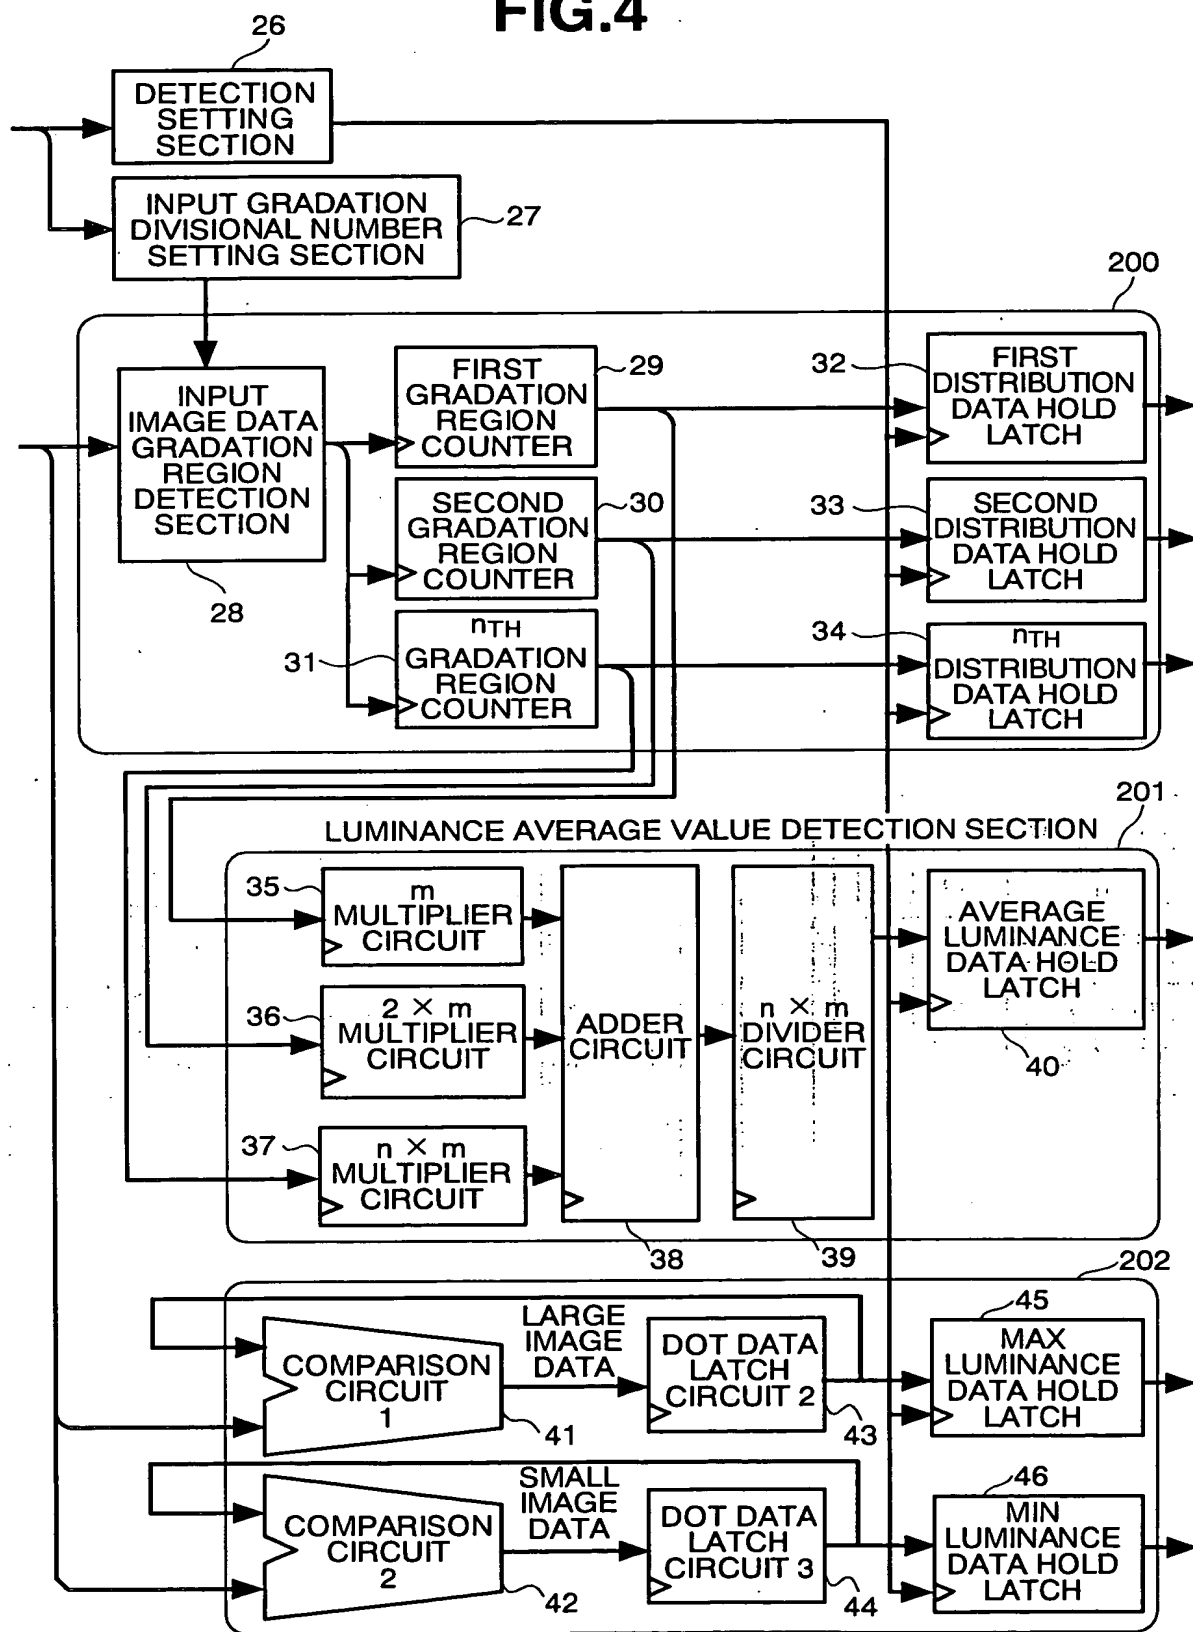 FIG.4
26
DETECTION
SETTING
SECTION
INPUT GRADATION
DIVISIONAL NUMBER
SETTING SECTION
27
200
INPUT
IMAGE DATA
GRADATION
REGION
DETECTION
SECTION
28
FIRST
GRADATION
REGION
COUNTER
29
32
FIRST
DISTRIBUTION
DATA HOLD
LATCH
SECOND
GRADATION
REGION
COUNTER
30
33
SECOND
DISTRIBUTION
DATA HOLD
LATCH
31
nTH
GRADATION
REGION
COUNTER
34
nTH
DISTRIBUTION
DATA HOLD
LATCH
201
LUMINANCE AVERAGE VALUE DETECTION SECTION
35
m
MULTIPLIER
CIRCUIT
36
2 × m
MULTIPLIER
CIRCUIT
37
n × m
MULTIPLIER
CIRCUIT
ADDER
CIRCUIT
38
n × m
DIVIDER
CIRCUIT
39
AVERAGE
LUMINANCE
DATA HOLD
LATCH
40
202
COMPARISON
CIRCUIT
1
41
LARGE
IMAGE
DATA
DOT DATA
LATCH
CIRCUIT 2
43
45
MAX
LUMINANCE
DATA HOLD
LATCH
COMPARISON
CIRCUIT
2
42
SMALL
IMAGE
DATA
DOT DATA
LATCH
CIRCUIT 3
44
46
MIN
LUMINANCE
DATA HOLD
LATCH